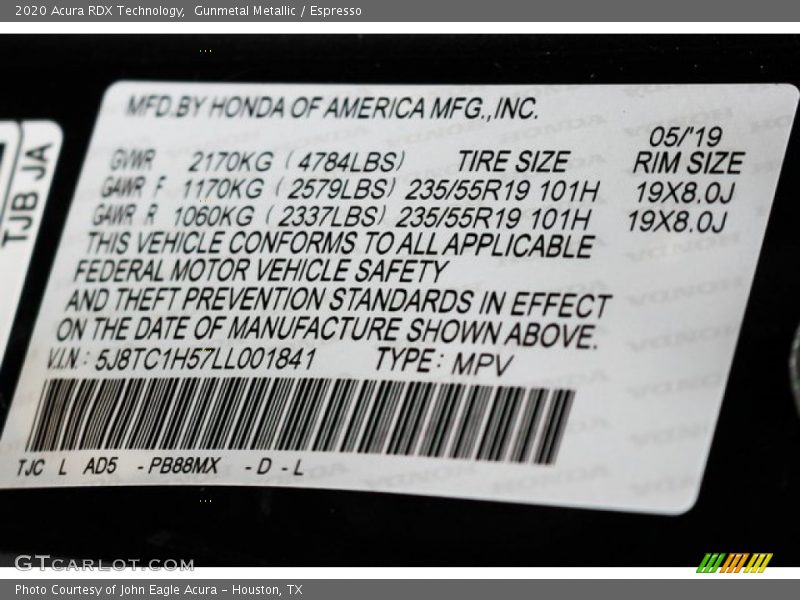 2020 Acura RDX Technology, Gunmetal Metallic / Espresso
MFD.BY HONDA OF AMERICA MFG.,INC.
05/'19
GVWR 2170KG ( 4784LBS) TIRE SIZE RIM SIZE
GAWR F 1170KG ( 2579LBS) 235/55R19 101H 19X8.0J
GAWR R 1060KG ( 2337LBS) 235/55R19 101H 19X8.0J
THIS VEHICLE CONFORMS TO ALL APPLICABLE
FEDERAL MOTOR VEHICLE SAFETY
AND THEFT PREVENTION STANDARDS IN EFFECT
ON THE DATE OF MANUFACTURE SHOWN ABOVE.
V.I.N.: 5J8TC1H57LL001841 TYPE: MPV
TJC L AD5 -PB88MX -D-L
TJB JA
GTCARLOT.COM
Photo Courtesy of John Eagle Acura - Houston, TX